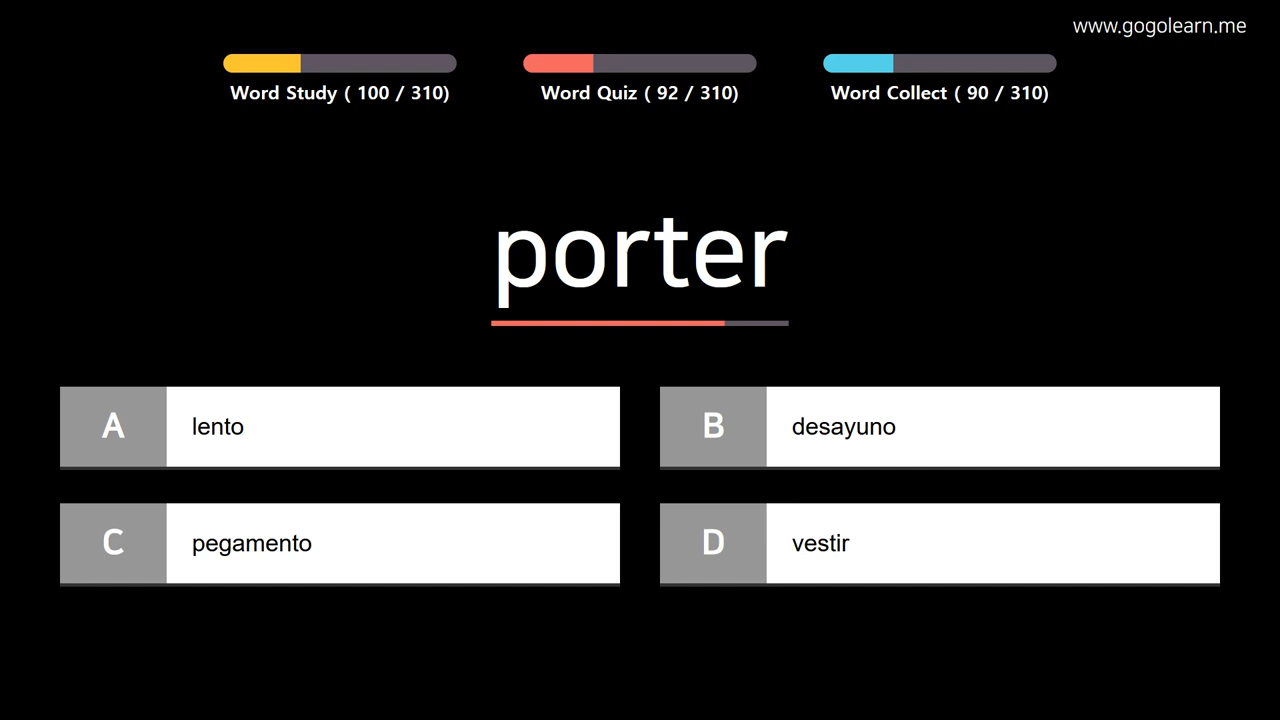 www.gogolearn.me
Word Study ( 100 / 310)
Word Quiz ( 92 / 310)
Word Collect ( 90 / 310)
porter
A lento
B desayuno
C pegamento
D vestir